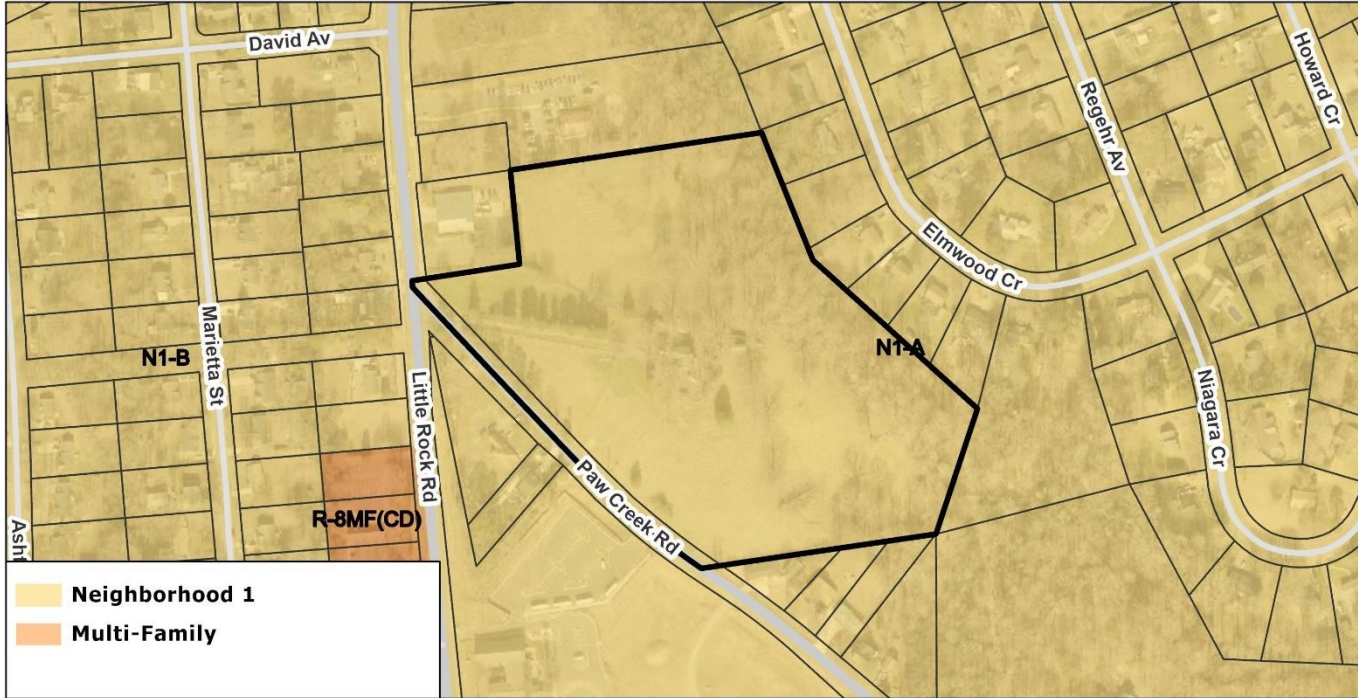 David Av
Howard Cr
Regehr Av
Elmwood Cr
N1-A
Marietta St
N1-B
Little Rock Rd
Niagara Cr
Paw Creek Rd
R-8MF(CD)
Neighborhood 1
Multi-Family